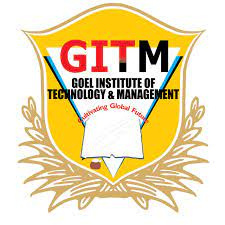 GITM
GOEL INSTITUTE OF
TECHNOLOGY & MANAGEMENT
Cultivating Global Future